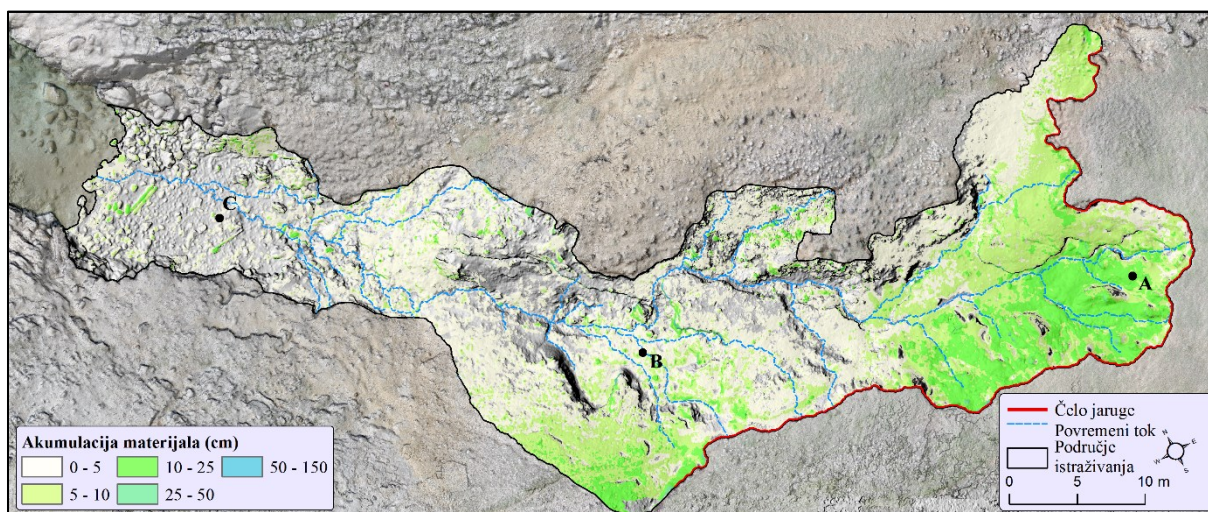 C
A
B
Akumulacija materijala (cm)
0 - 5
10 - 25
50 - 150
5 - 10
25 - 50
Čelo jaruge
Povremeni tok
Područje
istraživanja
N
E
W
S
0
5
10 m